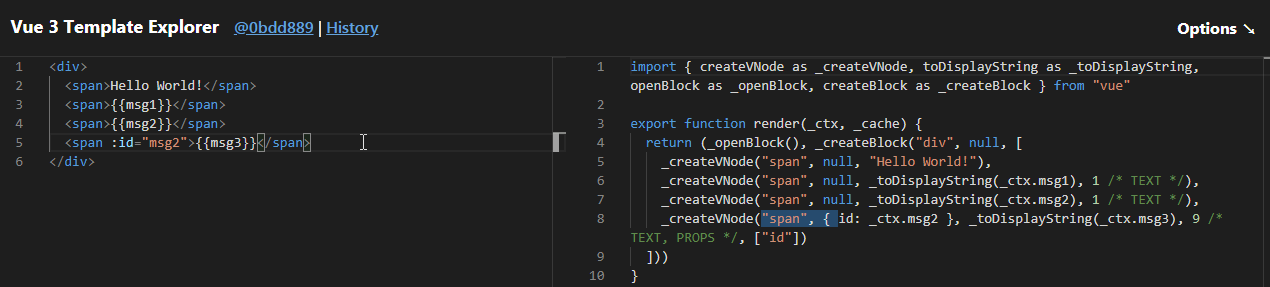 Vue 3 Template Explorer @0bdd889 | History
Options ↘
1 <div>
2 <span>Hello World!</span>
3 <span>{{msg1}}</span>
4 <span>{{msg2}}</span>
5 <span :id="msg2">{{msg3}}</span>
6 </div>
1 import { createVNode as _createVNode, toDisplayString as _toDisplayString,
openBlock as _openBlock, createBlock as _createBlock } from "vue"
2
3 export function render(_ctx, _cache) {
4 return (_openBlock(), _createBlock("div", null, [
5 _createVNode("span", null, "Hello World!"),
6 _createVNode("span", null, _toDisplayString(_ctx.msg1), 1 /* TEXT */),
7 _createVNode("span", null, _toDisplayString(_ctx.msg2), 1 /* TEXT */),
8 _createVNode("span", { id: _ctx.msg2 }, _toDisplayString(_ctx.msg3), 9 /*
TEXT, PROPS */, ["id"])
9 ]))
10 }